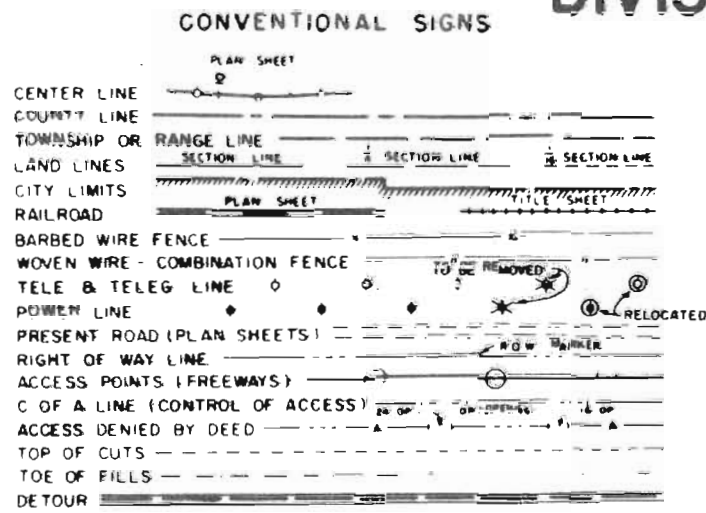 CONVENTIONAL SIGNS
PLAN SHEET
CENTER LINE
COUNTY LINE
TOWNSHIP OR RANGE LINE
LAND LINES SECTION LINE SECTION LINE SECTION LINE
CITY LIMITS
RAILROAD PLAN SHEET TITLE SHEET
BARBED WIRE FENCE
WOVEN WIRE - COMBINATION FENCE
TELE & TELEG LINE TO BE REMOVED
POWER LINE RELOCATED
PRESENT ROAD (PLAN SHEETS)
RIGHT OF WAY LINE ROW MARKER
ACCESS POINTS (FREEWAYS)
C OF A LINE (CONTROL OF ACCESS)
ACCESS DENIED BY DEED
TOP OF CUTS
TOE OF FILLS
DETOUR